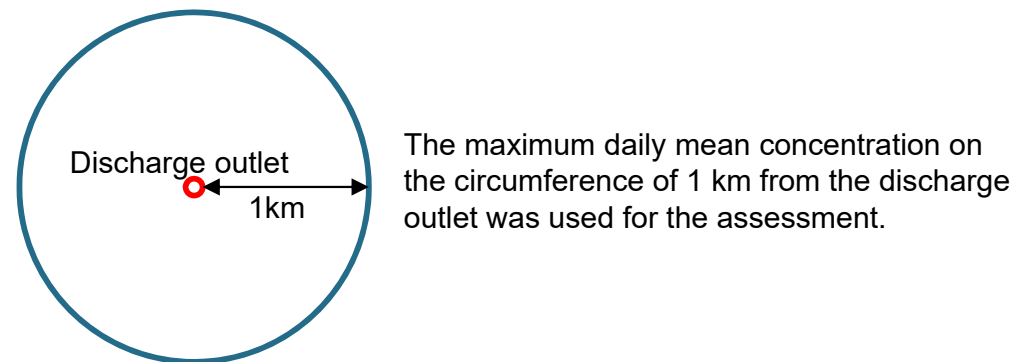 Discharge outlet
1km
The maximum daily mean concentration on
the circumference of 1 km from the discharge
outlet was used for the assessment.